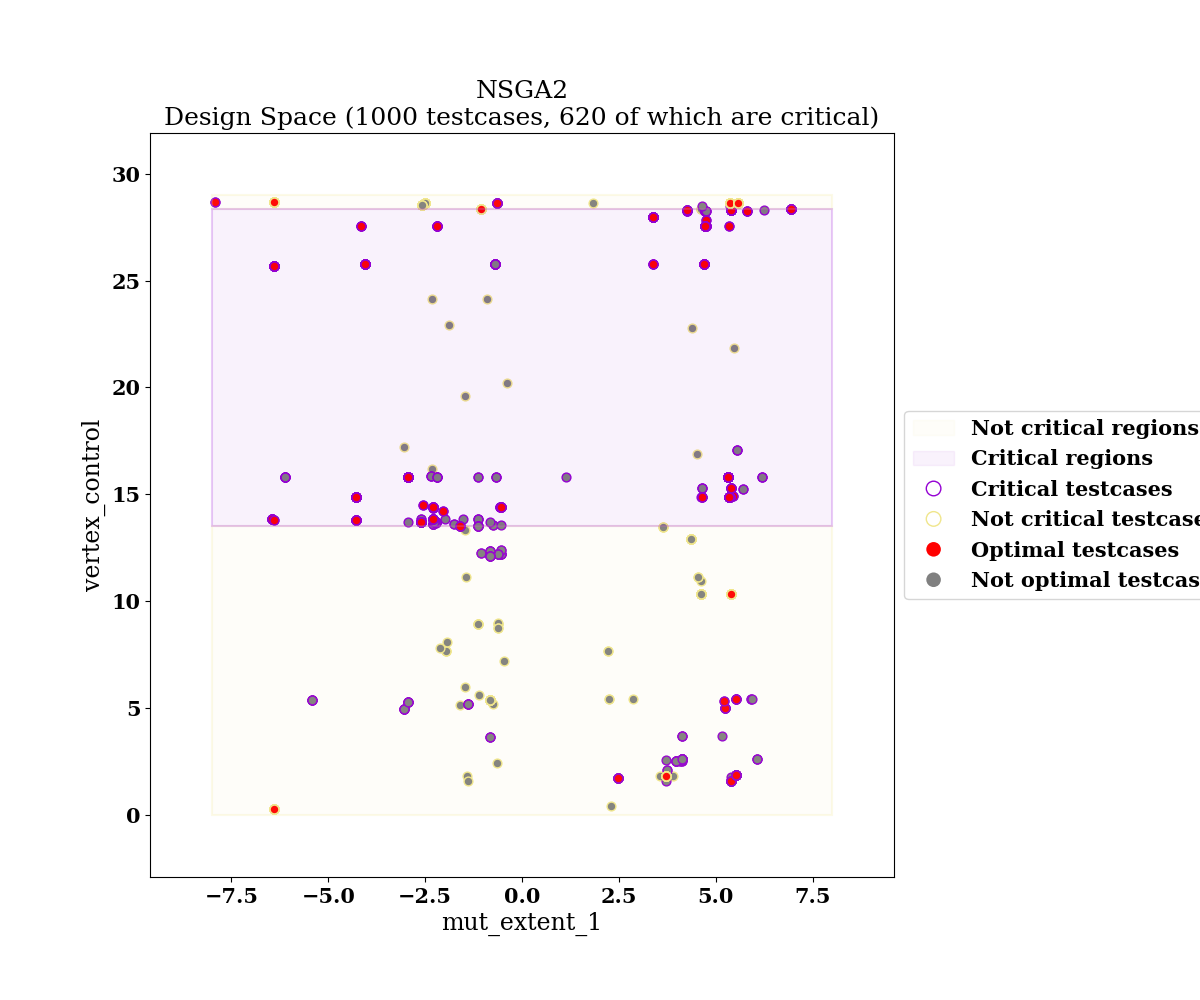 NSGA2
Design Space (1000 testcases, 620 of which are critical)
30
25
20
15
10
5
0
vertex_control
−7.5 −5.0 −2.5 0.0 2.5 5.0 7.5
mut_extent_1
Not critical regions
Critical regions
Critical testcases
Not critical testcase
Optimal testcases
Not optimal testcas